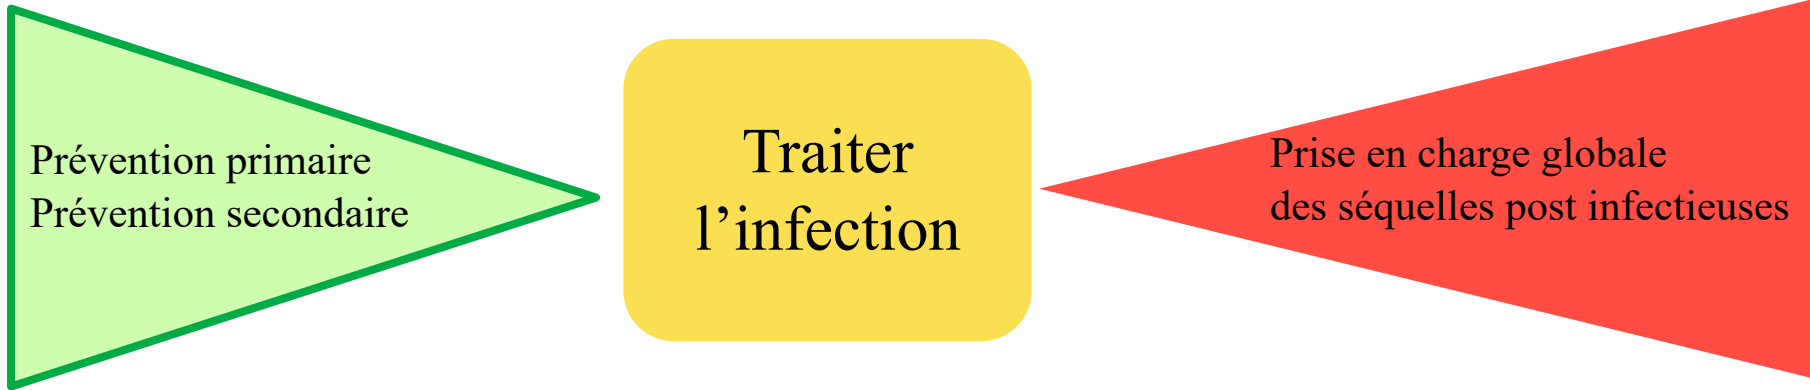 Prévention primaire
Prévention secondaire
Traiter
l’infection
Prise en charge globale
des séquelles post infectieuses